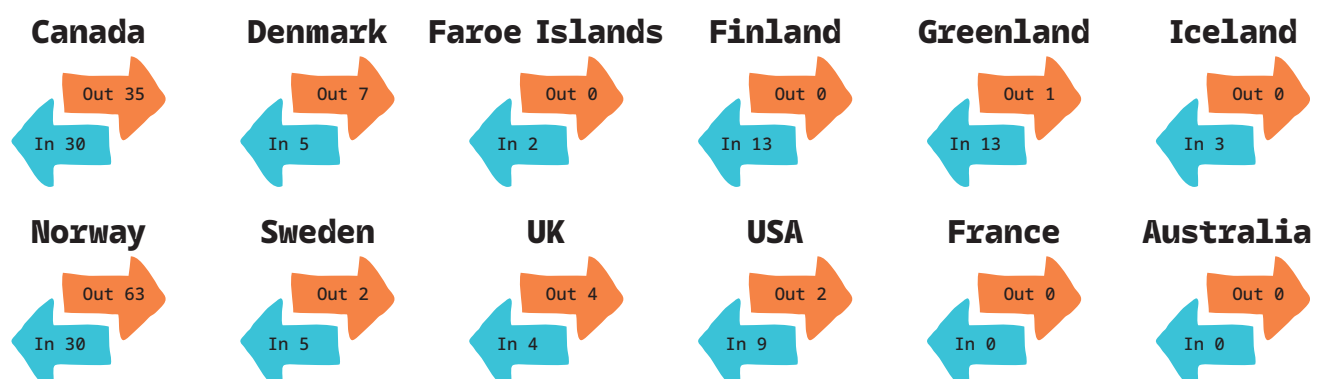 Canada Denmark Faroe Islands Finland Greenland Iceland
Out 35 Out 7 Out 0 Out 0 Out 1 Out 0
In 30 In 5 In 2 In 13 In 13 In 3
Norway Sweden UK USA France Australia
Out 63 Out 2 Out 4 Out 2 Out 0 Out 0
In 30 In 5 In 4 In 9 In 0 In 0